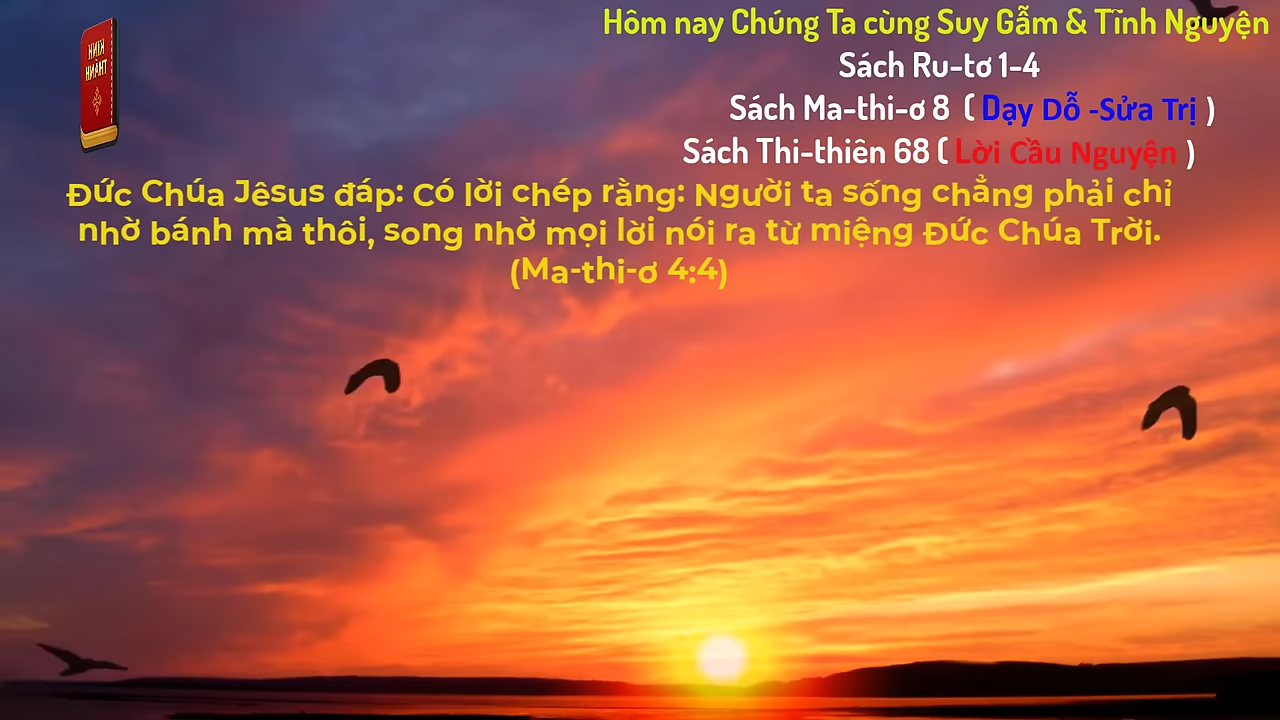 Hôm nay Chúng Ta cùng Suy Gẫm & Tĩnh Nguyện
Sách Ru-tơ 1-4
Sách Ma-thi-ơ 8 ( Dạy Dỗ -Sửa Trị )
Sách Thi-thiên 68 ( Lời Cầu Nguyện )
KINH
THÁNH
Đức Chúa Jêsus đáp: Có lời chép rằng: Người ta sống chẳng phải chỉ
nhờ bánh mà thôi, song nhờ mọi lời nói ra từ miệng Đức Chúa Trời.
(Ma-thi-ơ 4:4)